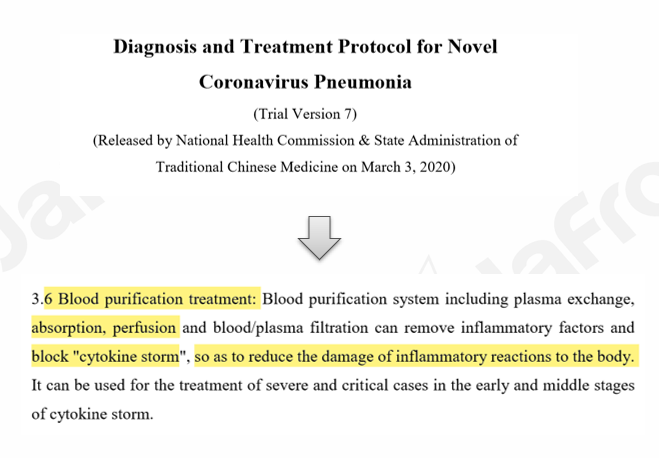 Diagnosis and Treatment Protocol for Novel
Coronavirus Pneumonia
(Trial Version 7)
(Released by National Health Commission & State Administration of
Traditional Chinese Medicine on March 3, 2020)
3.6 Blood purification treatment: Blood purification system including plasma exchange,
absorption, perfusion and blood/plasma filtration can remove inflammatory factors and
block "cytokine storm", so as to reduce the damage of inflammatory reactions to the body.
It can be used for the treatment of severe and critical cases in the early and middle stages
of cytokine storm.